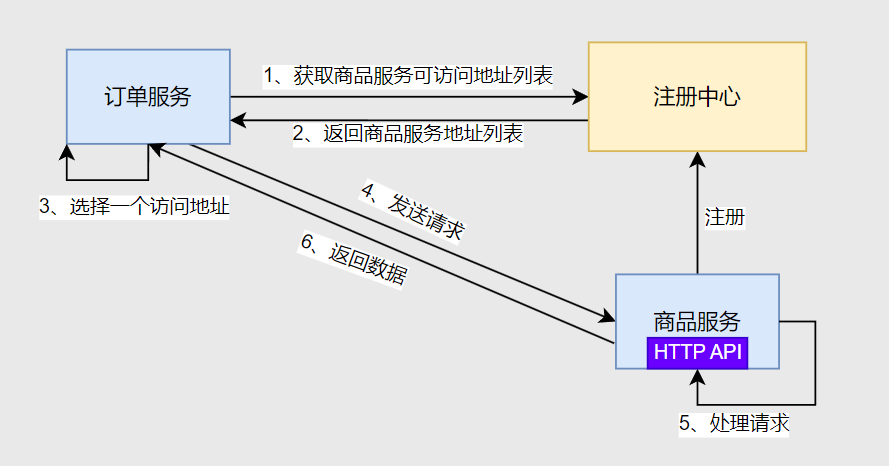 订单服务
1、获取商品服务可访问地址列表
注册中心
2、返回商品服务地址列表
3、选择一个访问地址
4、发送请求
注册
6、返回数据
商品服务
HTTP API
5、处理请求